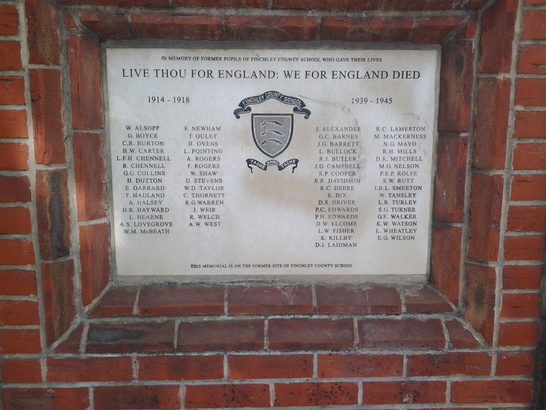 IN MEMORY OF FORMER PUPILS OF FINCHLEY COUNTY SCHOOL WHO GAVE THEIR LIVES
LIVE THOU FOR ENGLAND: WE FOR ENGLAND DIED
1914 - 1918
W. ALSOPP
G. BOYCE
C.R. BURTON
H.W. CARTER
L.F.H CHENNELL
R. CHENNELL
Q.G. COLLINS
H. DUTTON
E. GARRARD
F. HADLAND
A. HALSEY
H.B. HAYWARD
L. HEARNE
A.S. LOVEGROVE
W.M. McBEATH
F. NEWHAM
J. OULET
H. OVENS
L. POINTING
A. ROGERS
F. ROGERS
W. SHAW
D. STEVENS
W.D. TAYLOR
C. THORNETT
R.G. WARREN
J. WEIR
R. WELCH
A.W. WEST
FINCHLEY COUNTY SCHOOL
1939 - 1945
J. ALEXANDER
G.C. BARNES
J.G. BARRETT
L. BULLOCK
R.J. BUTLER
J.G. CAMPBELL
S.P. COOPER
B. DAVIDSON
R.C. DEERE
R. DIX
D.S. DRIVER
P.C. EDWARDS
P.H EDWARDS
D.W. ELCOME
L.W. FISHER
K. KILLBY
D.J. LAIDMAN
R.C. LAMERTON
M. MACKERNESS
N.G. MAYO
R.H. MILLS
D.R. MITCHELL
M.G. NELSON
P.E.F. ROLFE
S.W. RUTT
J.R.L. SMEETON
W. TANSLEY
L.B. TURLEY
S.G. TURNER
G.E. WALKER
K.W. WATSON
L. WHEATLEY
E.G. WILSON
THIS MEMORIAL IS ON THE FORMER SITE OF FINCHLEY COUNTY SCHOOL